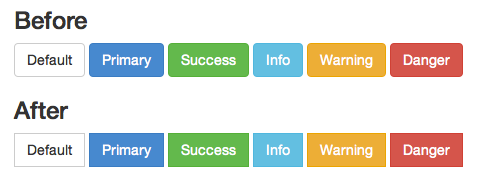 Before
Default Primary Success Info Warning Danger
After
Default Primary Success Info Warning Danger